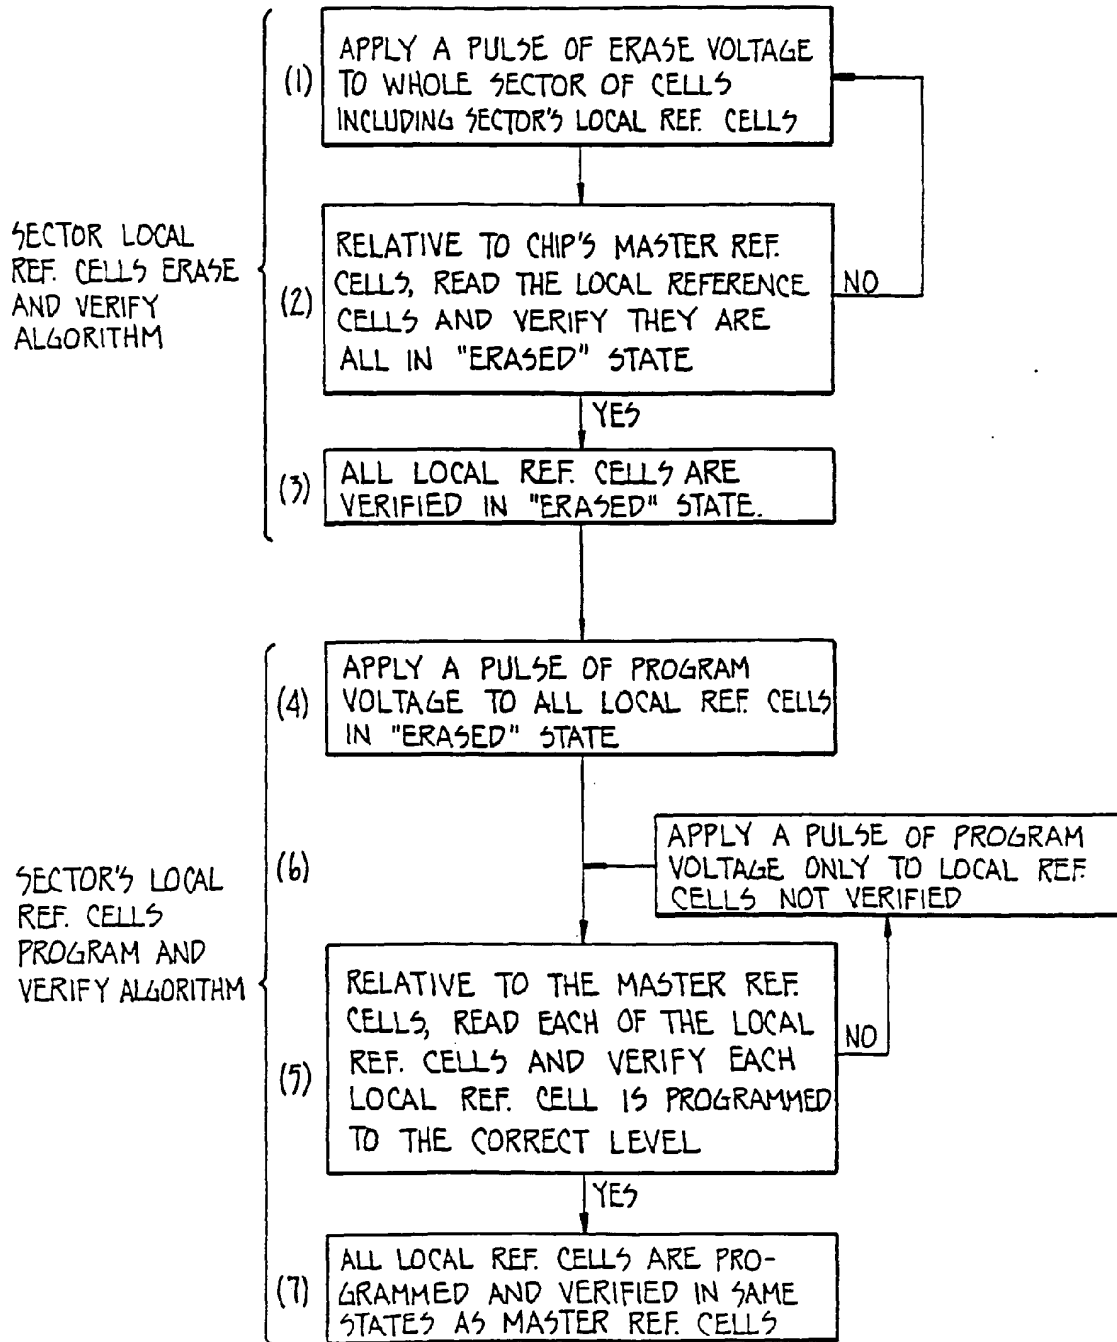 (1)
APPLY A PULSE OF ERASE VOLTAGE
TO WHOLE SECTOR OF CELLS
INCLUDING SECTOR'S LOCAL REF. CELLS
SECTOR LOCAL
REF. CELLS ERASE
AND VERIFY
ALGORITHM
(2)
RELATIVE TO CHIP'S MASTER REF.
CELLS, READ THE LOCAL REFERENCE
CELLS AND VERIFY THEY ARE
ALL IN "ERASED" STATE
NO
YES
(3)
ALL LOCAL REF. CELLS ARE
VERIFIED IN "ERASED" STATE.
(4)
APPLY A PULSE OF PROGRAM
VOLTAGE TO ALL LOCAL REF. CELLS
IN "ERASED" STATE
(6)
APPLY A PULSE OF PROGRAM
VOLTAGE ONLY TO LOCAL REF.
CELLS NOT VERIFIED
SECTOR'S LOCAL
REF. CELLS
PROGRAM AND
VERIFY ALGORITHM
(5)
RELATIVE TO THE MASTER REF.
CELLS, READ EACH OF THE LOCAL
REF. CELLS AND VERIFY EACH
LOCAL REF. CELL IS PROGRAMMED
TO THE CORRECT LEVEL
NO
YES
(7)
ALL LOCAL REF. CELLS ARE PRO-
GRAMMED AND VERIFIED IN SAME
STATES AS MASTER REF. CELLS